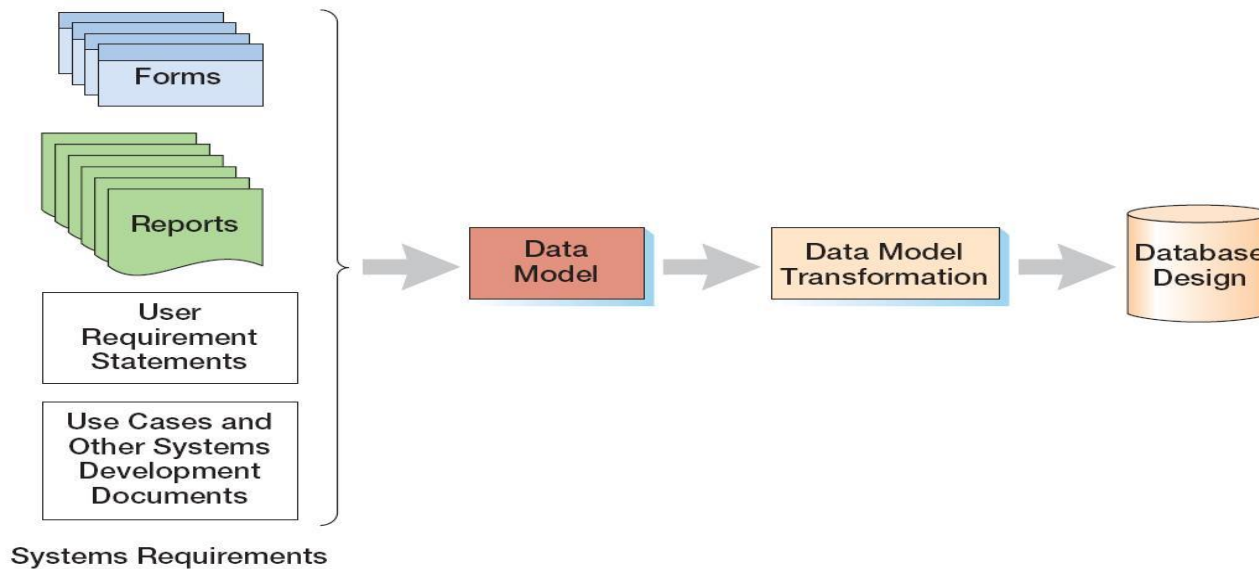 Forms
Reports
User
Requirement
Statements
Use Cases and
Other Systems
Development
Documents
Systems Requirements
Data
Model
Data Model
Transformation
Database
Design